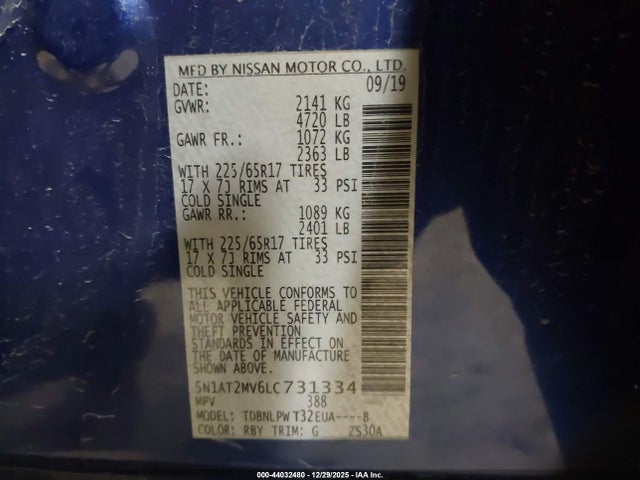 MFD BY NISSAN MOTOR CO., LTD.
DATE: 09/19
GVWR: 2141 KG
4720 LB
GAWR FR.: 1072 KG
2363 LB
WITH 225/65R17 TIRES
17 X 7J RIMS AT 33 PSI
COLD SINGLE
GAWR RR.: 1089 KG
2401 LB
WITH 225/65R17 TIRES
17 X 7J RIMS AT 33 PSI
COLD SINGLE
THIS VEHICLE CONFORMS TO
ALL APPLICABLE FEDERAL
MOTOR VEHICLE SAFETY AND
THEFT PREVENTION
STANDARDS IN EFFECT ON
THE DATE OF MANUFACTURE
SHOWN ABOVE.
5N1AT2MV6LC731334
MPV 388
MODEL: TDBNLPW T32EUA----B
COLOR: RBY TRIM: G ZS30A
000-44032480 - 12/29/2025 - IAA Inc.